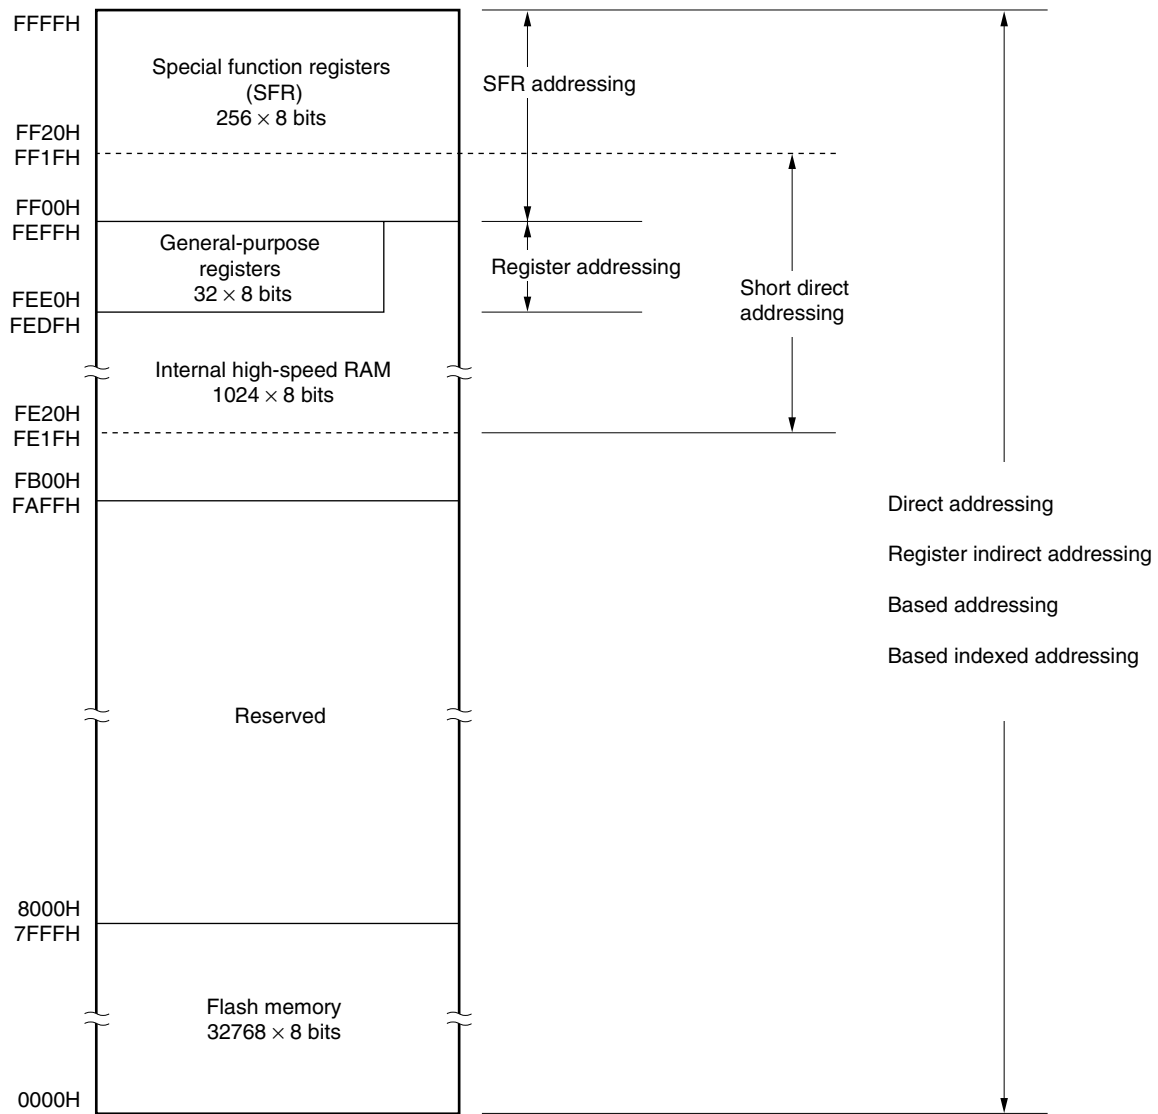 FFFFH
Special function registers
(SFR)
256 × 8 bits
SFR addressing
FF20H
FF1FH
FF00H
FEFFH
General-purpose
registers
32 × 8 bits
Register addressing
Short direct
addressing
FEE0H
FEDFH
Internal high-speed RAM
1024 × 8 bits
FE20H
FE1FH
FB00H
FAFFH
Direct addressing
Register indirect addressing
Based addressing
Based indexed addressing
Reserved
8000H
7FFFH
Flash memory
32768 × 8 bits
0000H